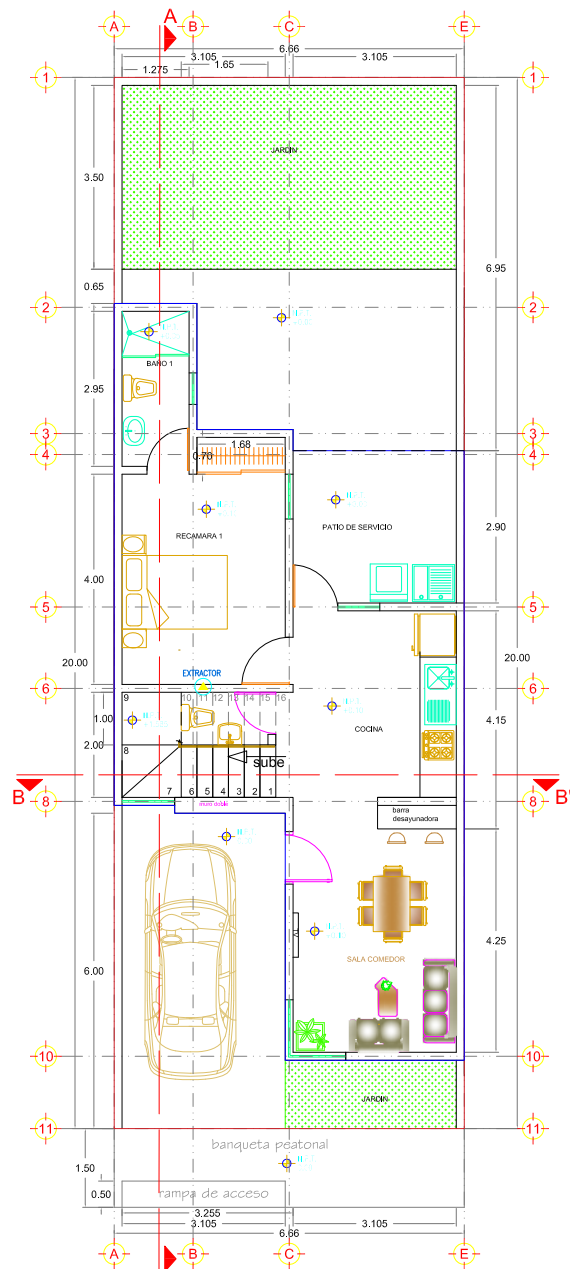 A
A B C E
6.66
3.105 3.105
1.65
1.275
1 1
JARDIN
3.50
6.95
0.65
2 2
BAÑO 1
2.95
3 3
1.68
4 4
0.70
RECAMARA 1
PATIO DE SERVICIO
2.90
4.00
5 5
20.00 20.00
EXTRACTOR
6 6
9 10 11 12 13 14 15 16
1.00
COCINA
4.15
2.00
8
sube
B B'
7 6 5 4 3 2 1
8 8
muro doble
barra
desayunadora
TV
4.25
SALA COMEDOR
6.00
10 10
JARDIN
11 11
banqueta peatonal
1.50
0.50
rampa de acceso
3.255
3.105 3.105
6.66
A B C E